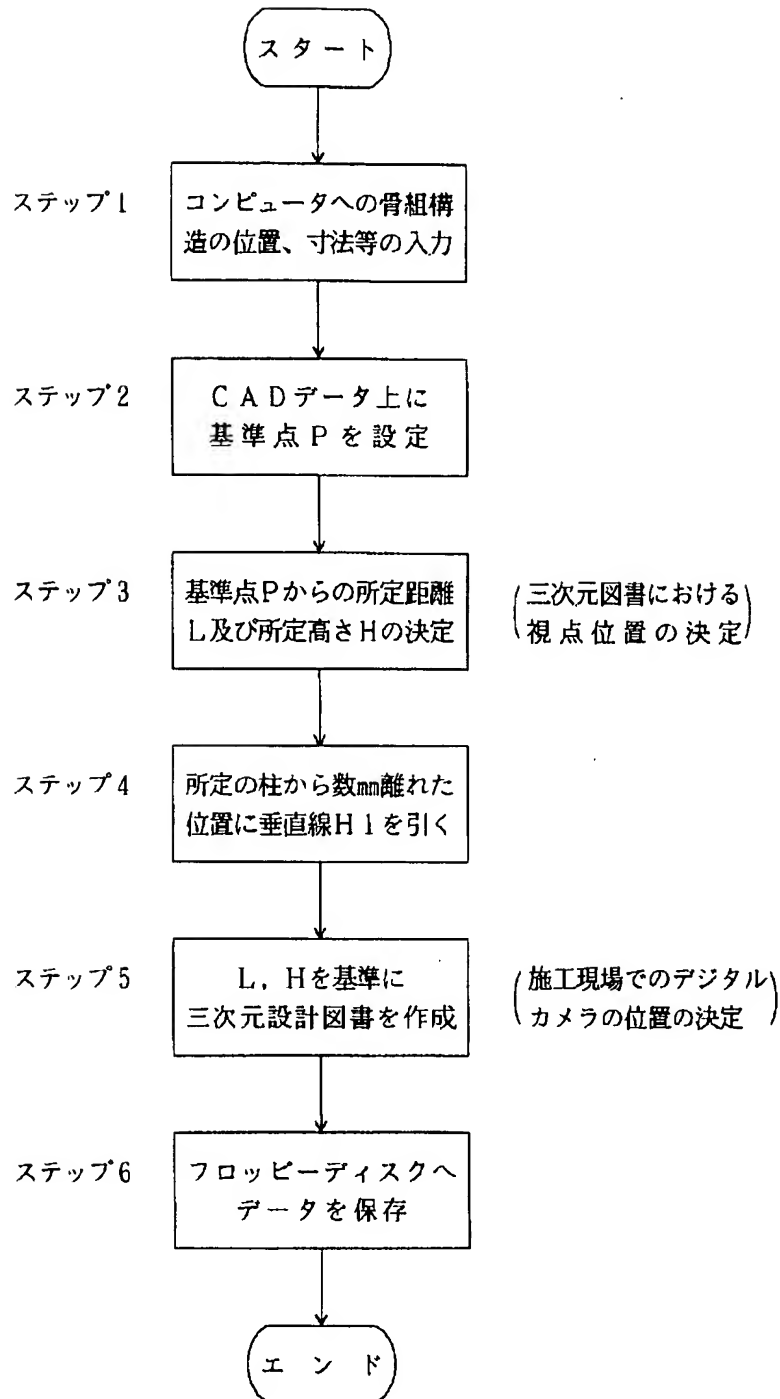 スタート
ステップ1
コンピュータへの骨組構
造の位置、寸法等の入力
ステップ2
CADデータ上に
基準点Pを設定
ステップ3
基準点Pからの所定距離
L及び所定高さHの決定
(三次元図書における
視点位置の決定)
ステップ4
所定の柱から数㎜離れた
位置に垂直線H1を引く
ステップ5
L,Hを基準に
三次元設計図書を作成
(施工現場でのデジタル
カメラの位置の決定)
ステップ6
フロッピーディスクへ
データを保存
エンド